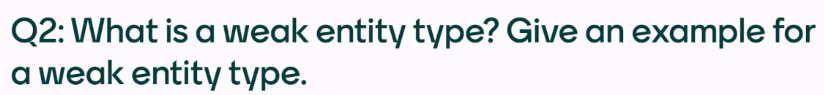 Q2: What is a weak entity type? Give an example for
a weak entity type.